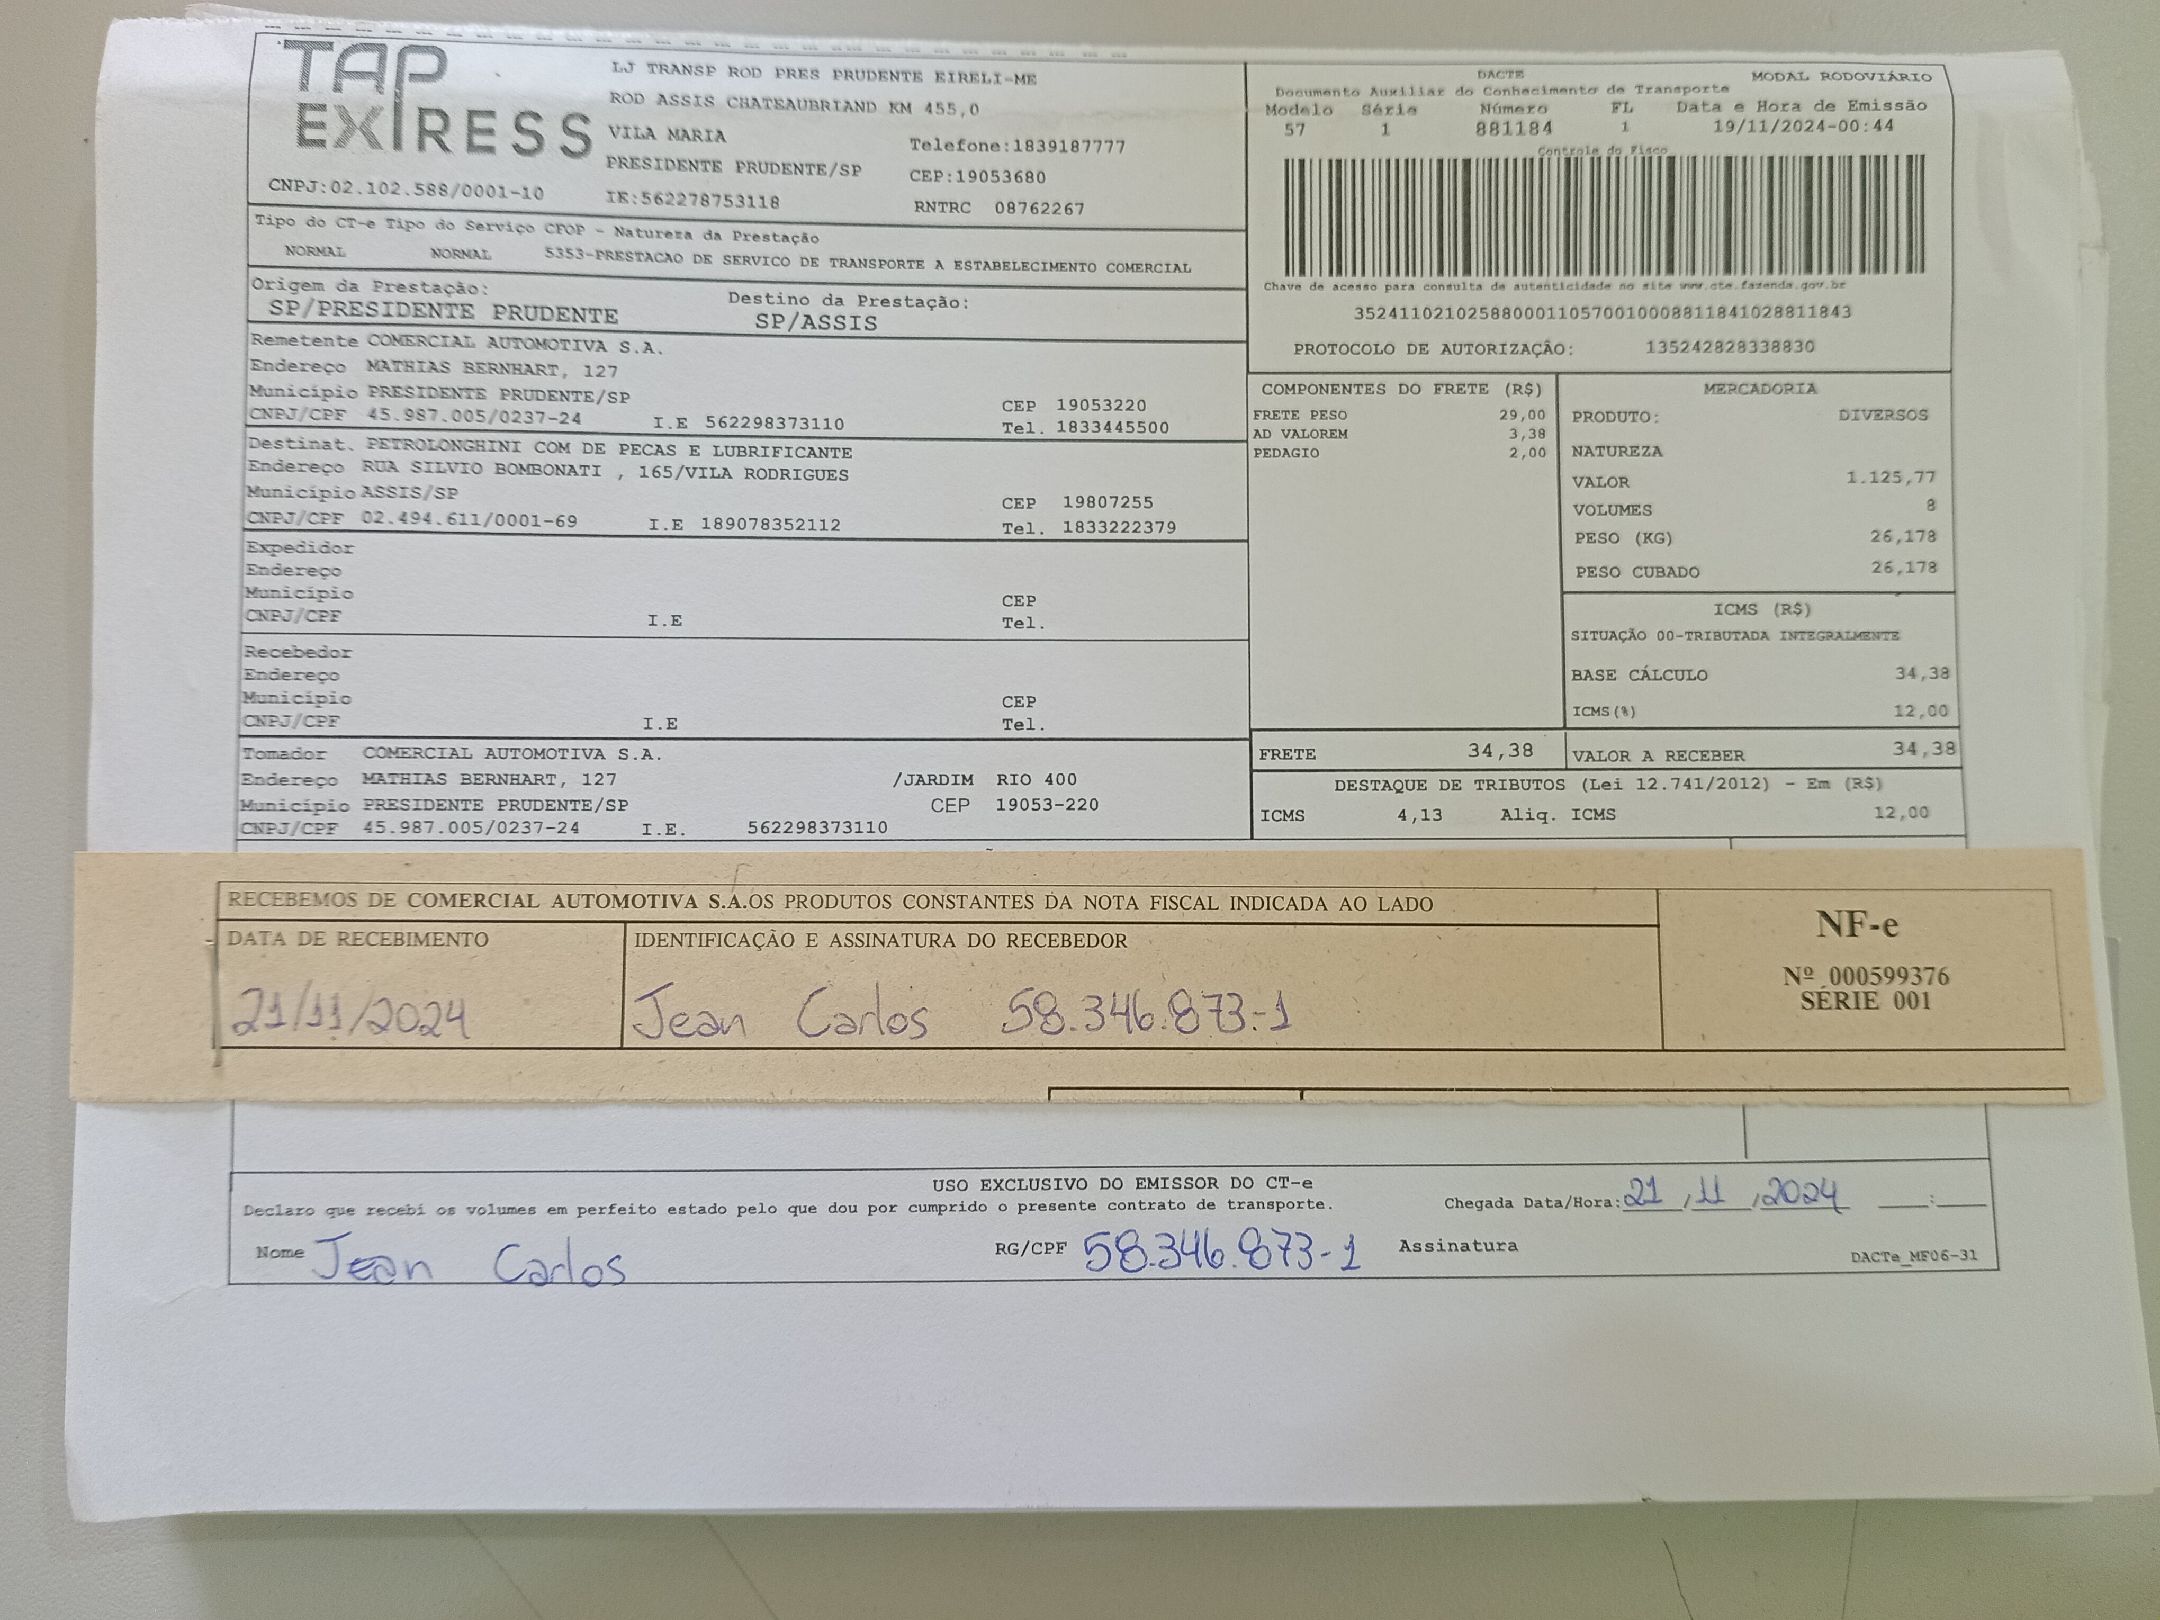 TAP EXPRESS
LJ TRANSP ROD PRES PRUDENTE EIRELI-ME
ROD ASSIS CHATEAUBRIAND KM 455,0
VILA MARIA Telefone:1839187777
PRESIDENTE PRUDENTE/SP CEP:19053680
CNPJ:02.102.588/0001-10 IE:562278753118 RNTRC 08762267
Tipo do CT-e Tipo do Serviço CFOP - Natureza da Prestação
NORMAL NORMAL 5353-PRESTACAO DE SERVICO DE TRANSPORTE A ESTABELECIMENTO COMERCIAL
Origem da Prestação: Destino da Prestação:
SP/PRESIDENTE PRUDENTE SP/ASSIS
Remetente COMERCIAL AUTOMOTIVA S.A.
Endereço MATHIAS BERNHART, 127
Município PRESIDENTE PRUDENTE/SP CEP 19053220
CNPJ/CPF 45.987.005/0237-24 I.E 562298373110 Tel. 1833445500
Destinat. PETROLONGHINI COM DE PECAS E LUBRIFICANTE
Endereço RUA SILVIO BOMBONATI , 165/VILA RODRIGUES
Município ASSIS/SP CEP 19807255
CNPJ/CPF 02.494.611/0001-69 I.E 189078352112 Tel. 1833222379
Expedidor
Endereço
Município CEP
CNPJ/CPF I.E Tel.
Recebedor
Endereço
Município CEP
CNPJ/CPF I.E Tel.
Tomador COMERCIAL AUTOMOTIVA S.A.
Endereço MATHIAS BERNHART, 127 /JARDIM RIO 400
Município PRESIDENTE PRUDENTE/SP CEP 19053-220
CNPJ/CPF 45.987.005/0237-24 I.E. 562298373110
DACTE MODAL RODOVIÁRIO
Documento Auxiliar do Conhecimento de Transporte
Modelo Série Número FL Data e Hora de Emissão
57 1 881184 1 19/11/2024-00:44
Controle do Fisco
Chave de acesso para consulta de autenticidade no site www.cte.fazenda.gov.br
35241102102588000110570010008811841028811843
PROTOCOLO DE AUTORIZAÇÃO: 135242828338830
COMPONENTES DO FRETE (R$)
FRETE PESO 29,00
AD VALOREM 3,38
PEDAGIO 2,00
MERCADORIA
PRODUTO: DIVERSOS
NATUREZA
VALOR 1.125,77
VOLUMES 8
PESO (KG) 26,178
PESO CUBADO 26,178
ICMS (R$)
SITUAÇÃO 00-TRIBUTADA INTEGRALMENTE
BASE CÁLCULO 34,38
ICMS(%) 12,00
FRETE 34,38 VALOR A RECEBER 34,38
DESTAQUE DE TRIBUTOS (Lei 12.741/2012) - Em (R$)
ICMS 4,13 Aliq. ICMS 12,00
RECEBEMOS DE COMERCIAL AUTOMOTIVA S.A.OS PRODUTOS CONSTANTES DA NOTA FISCAL INDICADA AO LADO
DATA DE RECEBIMENTO IDENTIFICAÇÃO E ASSINATURA DO RECEBEDOR
21/11/2024 Jean Carlos 58.346.873-1
NF-e
Nº 000599376
SÉRIE 001
USO EXCLUSIVO DO EMISSOR DO CT-e
Declaro que recebi os volumes em perfeito estado pelo que dou por cumprido o presente contrato de transporte. Chegada Data/Hora:21/11/2024 :
Nome Jean Carlos RG/CPF 58.346.873-1 Assinatura DACTe_MF06-31